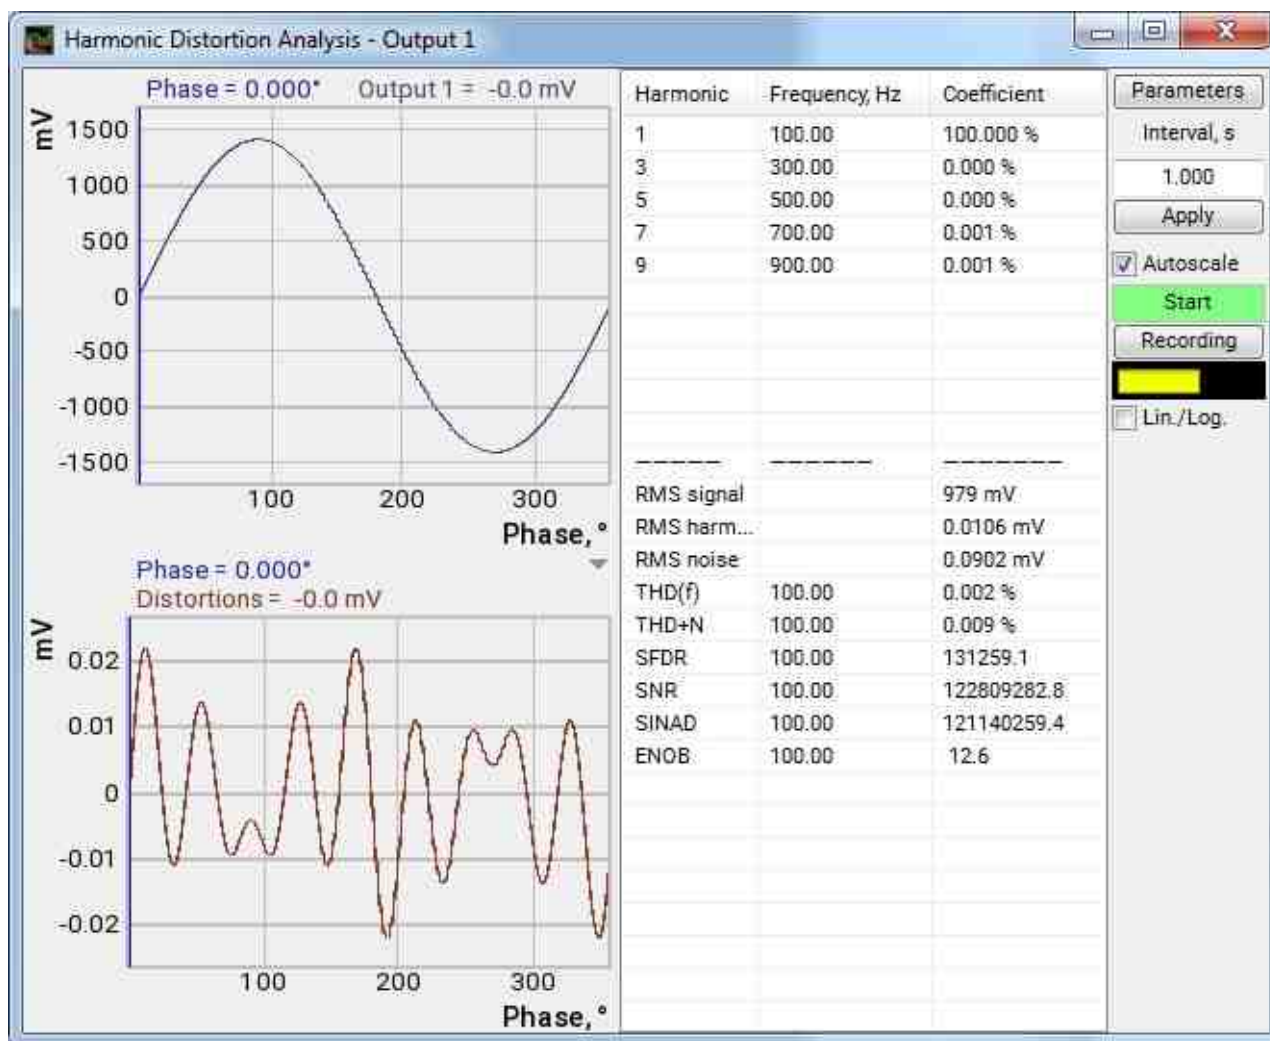 Harmonic Distortion Analysis - Output 1
Phase = 0.000° Output 1 = -0.0 mV
mV
1500
1000
500
0
-500
-1000
-1500
100 200 300
Phase, °
Phase = 0.000°
Distortions = -0.0 mV
mV
0.02
0.01
0
-0.01
-0.02
100 200 300
Phase, °
Harmonic Frequency, Hz Coefficient
1 100.00 100.000 %
3 300.00 0.000 %
5 500.00 0.000 %
7 700.00 0.001 %
9 900.00 0.001 %
----- ------ -------
RMS signal 979 mV
RMS harm... 0.0106 mV
RMS noise 0.0902 mV
THD(f) 100.00 0.002 %
THD+N 100.00 0.009 %
SFDR 100.00 131259.1
SNR 100.00 122809282.8
SINAD 100.00 121140259.4
ENOB 100.00 12.6
Parameters
Interval, s
1.000
Apply
Autoscale
Start
Recording
Lin./Log.